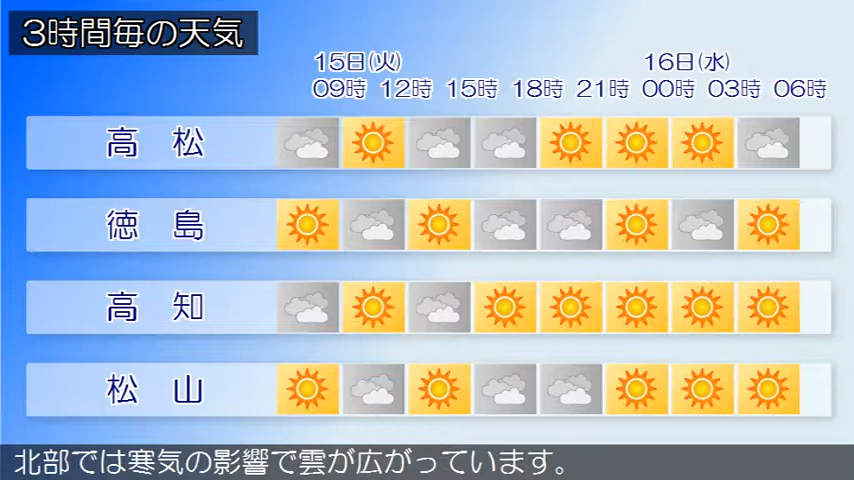 3時間毎の天気
15日(火) 16日(水)
09時 12時 15時 18時 21時 00時 03時 06時
高松
徳島
高知
松山
北部では寒気の影響で雲が広がっています。